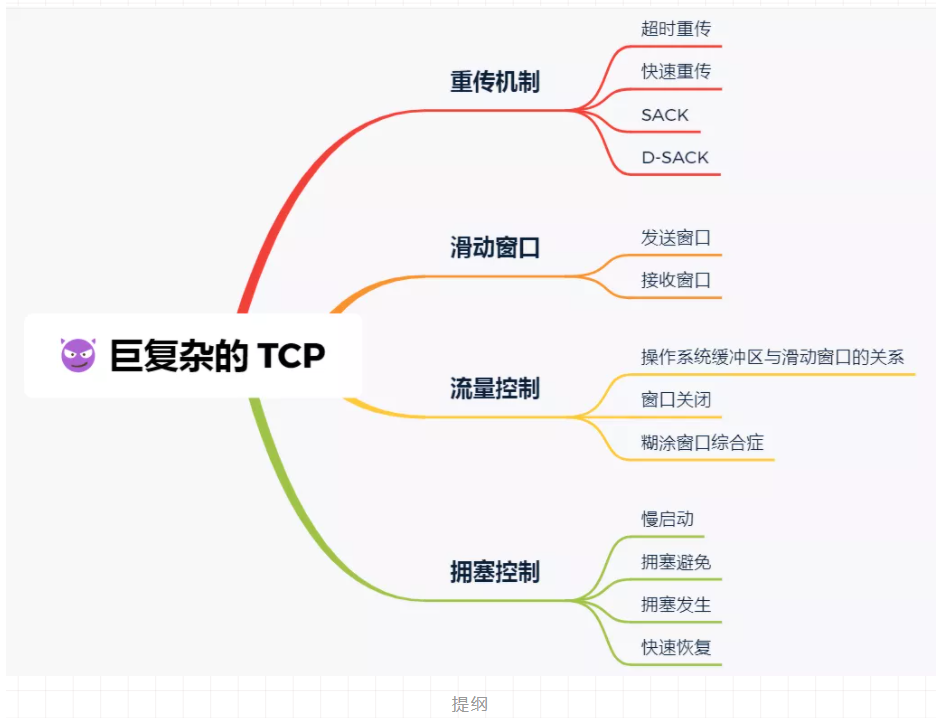 巨复杂的 TCP
重传机制
超时重传
快速重传
SACK
D-SACK
滑动窗口
发送窗口
接收窗口
流量控制
操作系统缓冲区与滑动窗口的关系
窗口关闭
糊涂窗口综合症
拥塞控制
慢启动
拥塞避免
拥塞发生
快速恢复
提纲